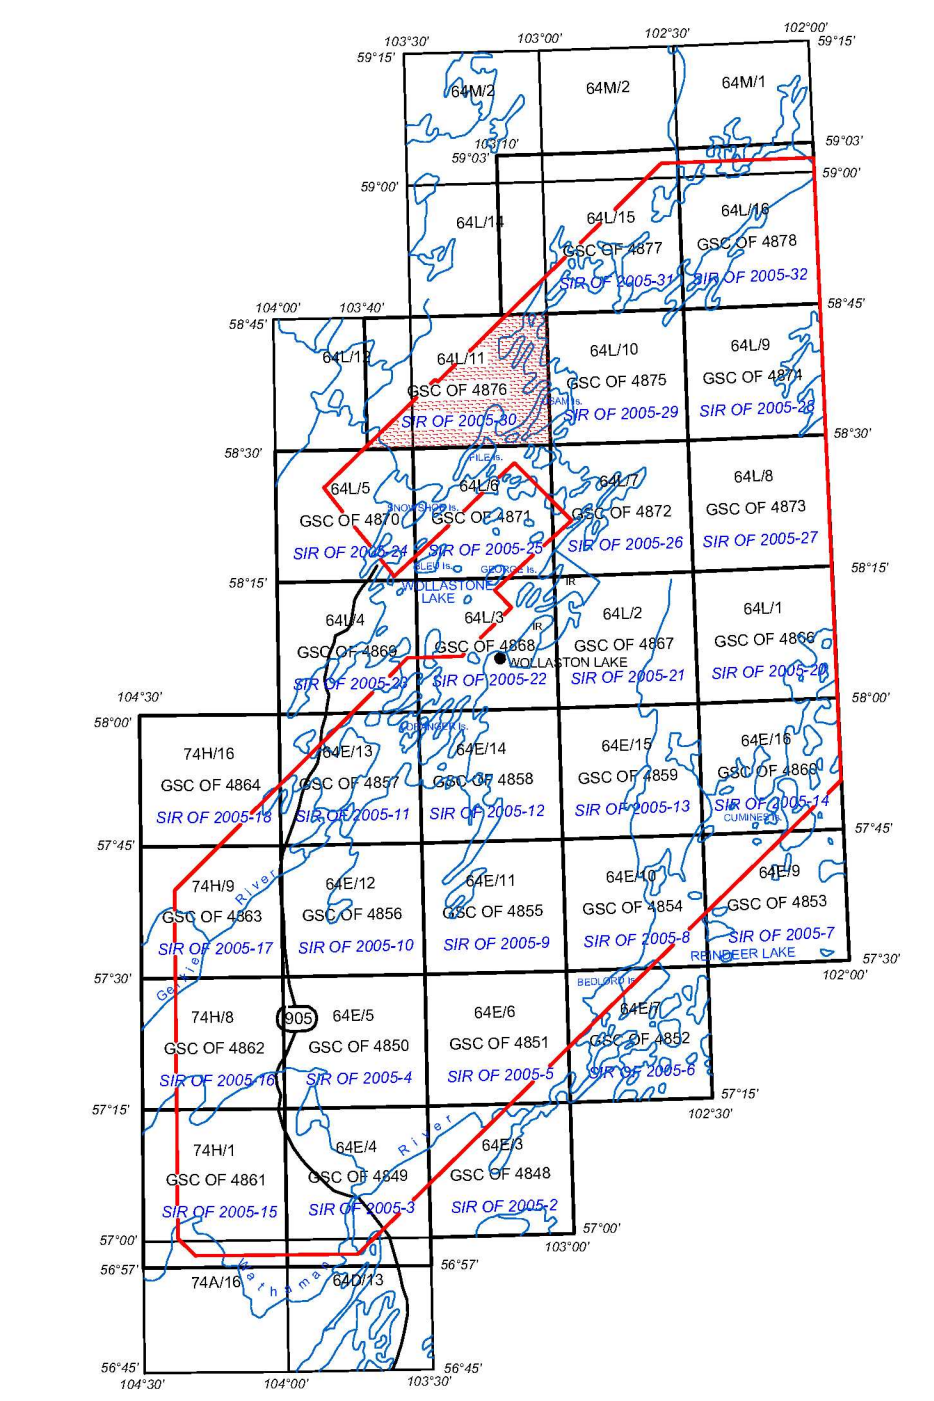 102°00'
102°30'
103°00'
103°30'
59°15'
59°15'
64M/2
64M/2
64M/1
103°10'
59°03'
59°03'
59°00'
59°00'
64L/14
64L/15
64L/16
GSC OF 4877
GSC OF 4878
SIR OF 2005-31
SIR OF 2005-32
104°00'
103°40'
58°45'
58°45'
64L/12
64L/11
64L/10
64L/9
GSC OF 4876
GSC OF 4875
GSC OF 4874
SIR OF 2005-30
SIR OF 2005-29
SIR OF 2005-28
58°30'
58°30'
FILE Is.
64L/5
64L/6
64L/7
64L/8
SNOWSHOE Is.
GSC OF 4870
GSC OF 4871
GSC OF 4872
GSC OF 4873
SIR OF 2005-24
SIR OF 2005-25
SIR OF 2005-26
SIR OF 2005-27
BLEU Is.
GEORGE Is.
58°15'
58°15'
WOLLASTONE
LAKE
IR
64L/4
64L/3
IR
64L/2
64L/1
GSC OF 4869
GSC OF 4868
GSC OF 4867
GSC OF 4866
WOLLASTON LAKE
SIR OF 2005-23
SIR OF 2005-22
SIR OF 2005-21
SIR OF 2005-20
104°30'
58°00'
58°00'
74H/16
64E/13
64E/14
64E/15
64E/16
GSC OF 4864
GSC OF 4857
GSC OF 4858
GSC OF 4859
GSC OF 4860
SIR OF 2005-18
SIR OF 2005-11
SIR OF 2005-12
SIR OF 2005-13
SIR OF 2005-14
CUMINES Is.
57°45'
57°45'
74H/9
River
64E/12
64E/11
64E/10
64E/9
GSC OF 4863
GSC OF 4856
GSC OF 4855
GSC OF 4854
GSC OF 4853
SIR OF 2005-17
SIR OF 2005-10
SIR OF 2005-9
SIR OF 2005-8
SIR OF 2005-7
REINDEER LAKE
57°30'
57°30'
102°00'
BEDLORD Is.
74H/8
905
64E/5
64E/6
64E/7
GSC OF 4862
GSC OF 4850
GSC OF 4851
GSC OF 4852
SIR OF 2005-16
SIR OF 2005-4
SIR OF 2005-5
SIR OF 2005-6
57°15'
57°15'
102°30'
River
74H/1
64E/4
64E/3
GSC OF 4861
GSC OF 4849
GSC OF 4848
SIR OF 2005-15
SIR OF 2005-3
SIR OF 2005-2
57°00'
57°00'
103°00'
56°57'
56°57'
74A/16
Wathaman
64D/13
56°45'
56°45'
104°30'
104°00'
103°30'